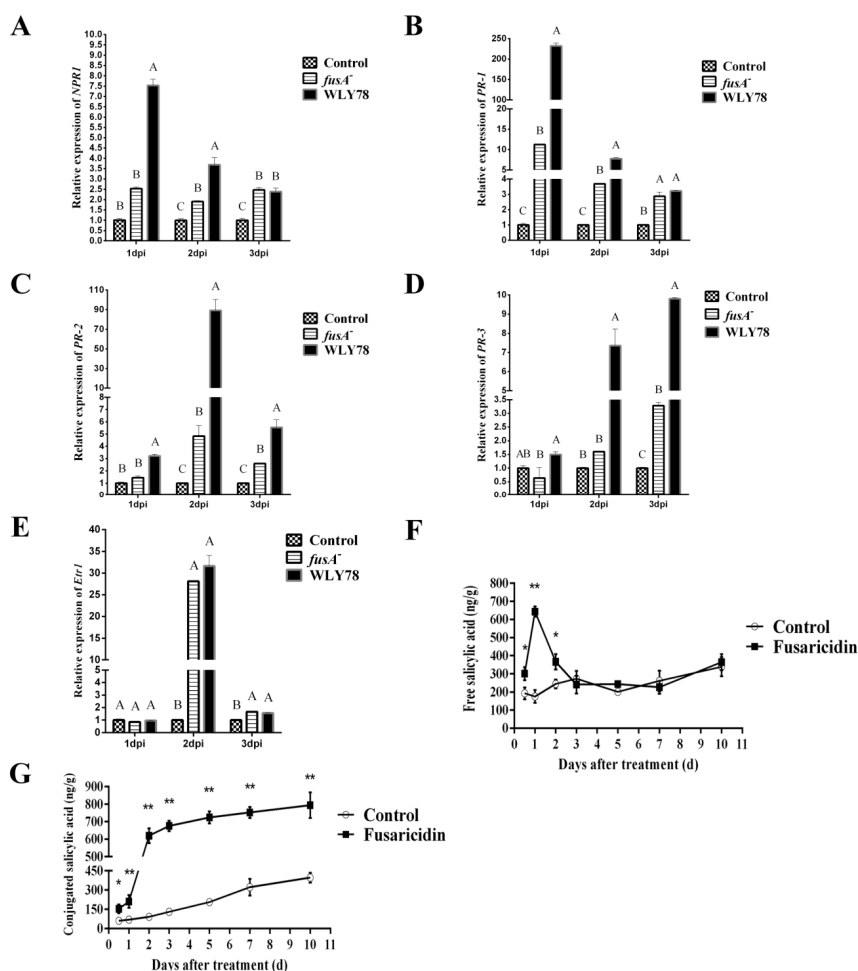 A
Relative expression of NPR1
10.0
9.5
9.0
8.5
8.0
7.5
7.0
6.5
6.0
5.5
5.0
4.5
4.0
3.5
3.0
2.5
2.0
1.5
1.0
0.5
0.0
B B A
C B A
C B B
1dpi 2dpi 3dpi
Control
fusA-
WLY78
B
Relative expression of PR-1
250
200
150
100
50
20
10
8
6
4
2
0
C B A
C B A
B A A
1dpi 2dpi 3dpi
Control
fusA-
WLY78
C
Relative expression of PR-2
110
90
70
50
30
10
8
7
6
5
4
3
2
1
0
B B A
C B A
C B A
1dpi 2dpi 3dpi
Control
fusA-
WLY78
D
Relative expression of PR-3
10
9
8
7
6
5
4
3.5
3.0
2.5
2.0
1.5
1.0
0.5
0.0
AB B A
B B A
C B A
1dpi 2dpi 3dpi
Control
fusA-
WLY78
E
Relative expression of Etr1
40
35
30
25
20
15
10
5
4
3
2
1
0
A A A
B A A
B A A
1dpi 2dpi 3dpi
Control
fusA-
WLY78
F
Free salicylic acid (ng/g)
800
700
600
500
400
300
200
100
0
* ** *
0 1 2 3 4 5 6 7 8 9 10 11
Days after treatment (d)
Control
Fusaricidin
G
Conjugated salicylic acid (ng/g)
900
800
700
600
500
450
300
150
0
* ** ** ** ** ** **
0 1 2 3 4 5 6 7 8 9 10 11
Days after treatment (d)
Control
Fusaricidin